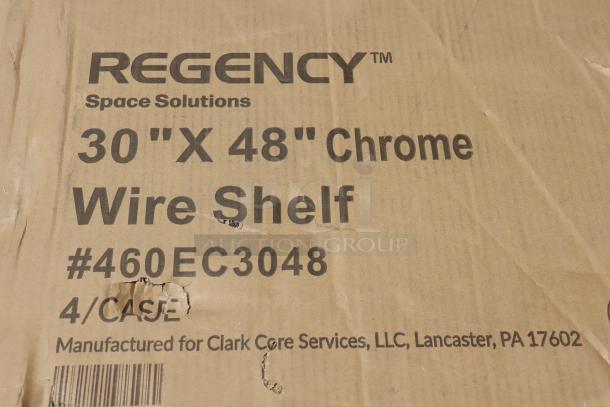 REGENCY™
Space Solutions
30"X 48" Chrome
Wire Shelf
AUCTION GROUP
#460EC3048
4/CASE
Manufactured for Clark Core Services, LLC, Lancaster, PA 17602